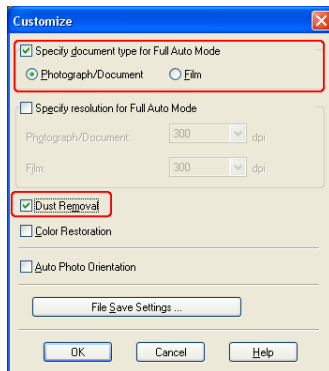 Customize
Specify document type for Full Auto Mode
Photograph/Document Film
Specify resolution for Full Auto Mode
Photograph/Document: 300 dpi
Film: 300 dpi
Dust Removal
Color Restoration
Auto Photo Orientation
File Save Settings ...
OK Cancel Help